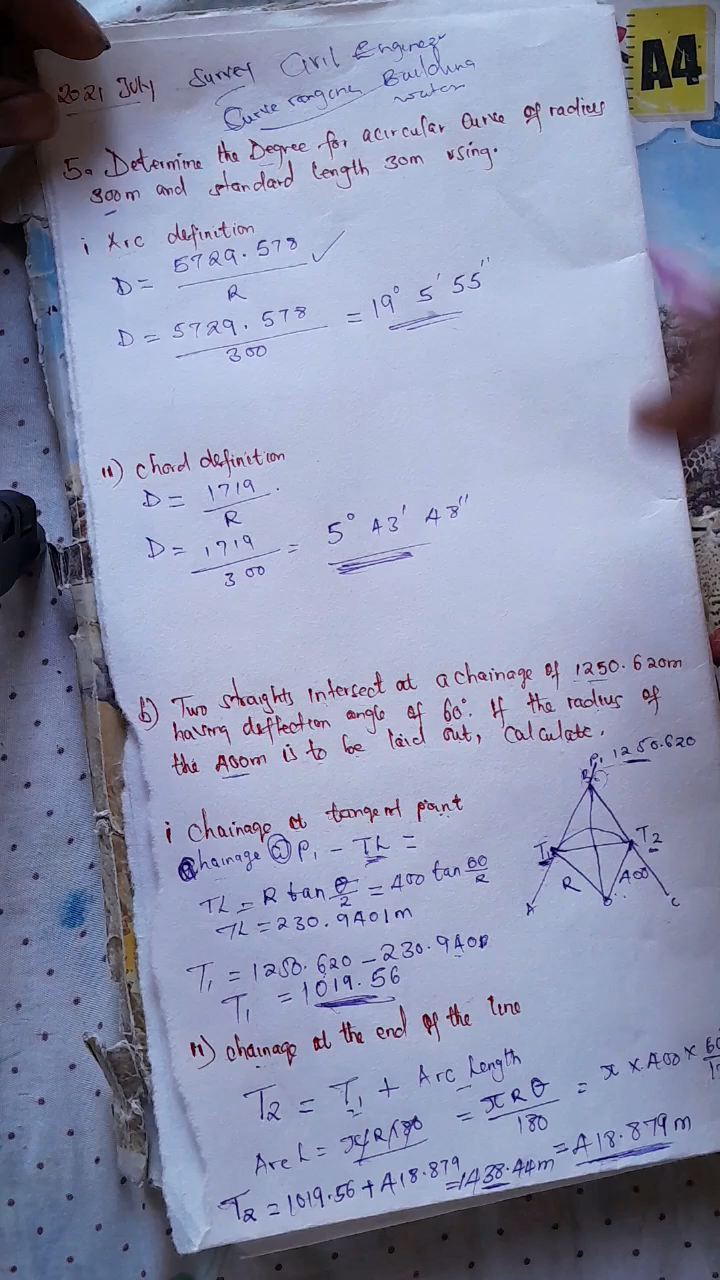 A4
2021 July Survey Civil Engineer
Curve ranging Building
water
5a Determine the Degree for a circular Curve of radius
300m and standard length 30m using.
i Arc definition
D = 5729.578 / R ✓
D = 5729.578 / 300 = 19° 5' 55"
ii) chord definition
D = 1719 / R .
D = 1719 / 300 = 5° 43' 48"
b) Two straights intersect at a chainage of 1250.620m
having deflection angle of 60°. If the radius of
the 400m is to be laid out, calculate.
P1 1250.620
T1 T2
R 400
A C
i chainage at tangent point
Chainage @ P1 - TL =
TL = R tan θ/2 = 400 tan 60/2
TL = 230.9401m
T1 = 1250.620 - 230.940
T1 = 1019.56
ii) chainage at the end of the line
T2 = T1 + Arc Length
Arc L = πRθ / 180 = π x 400 x 60
= 418.879 m
T2 = 1019.56 + 418.879 = 1438.44m